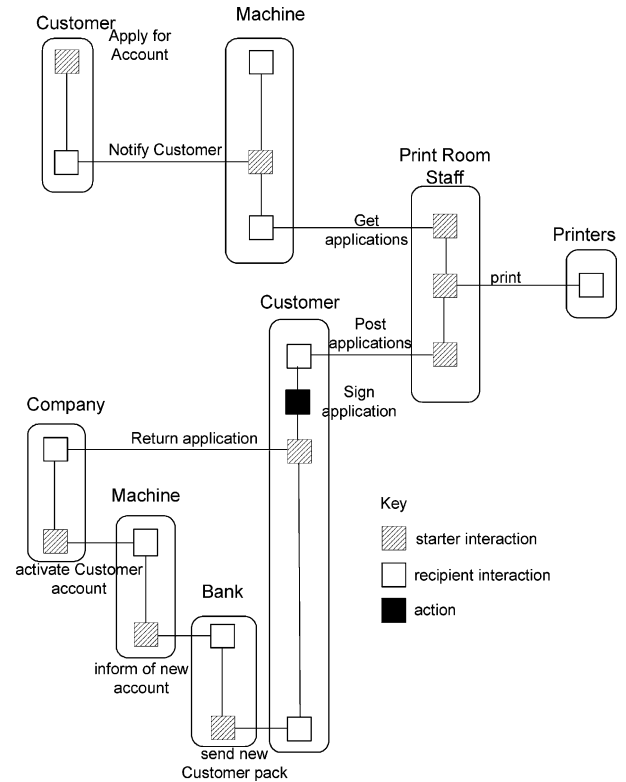 Customer
Apply for
Account
Machine
Notify Customer
Print Room
Staff
Get
applications
Printers
print
Customer
Post
applications
Sign
application
Company
Return application
Machine
activate Customer
account
Bank
inform of new
account
send new
Customer pack
Key
starter interaction
recipient interaction
action